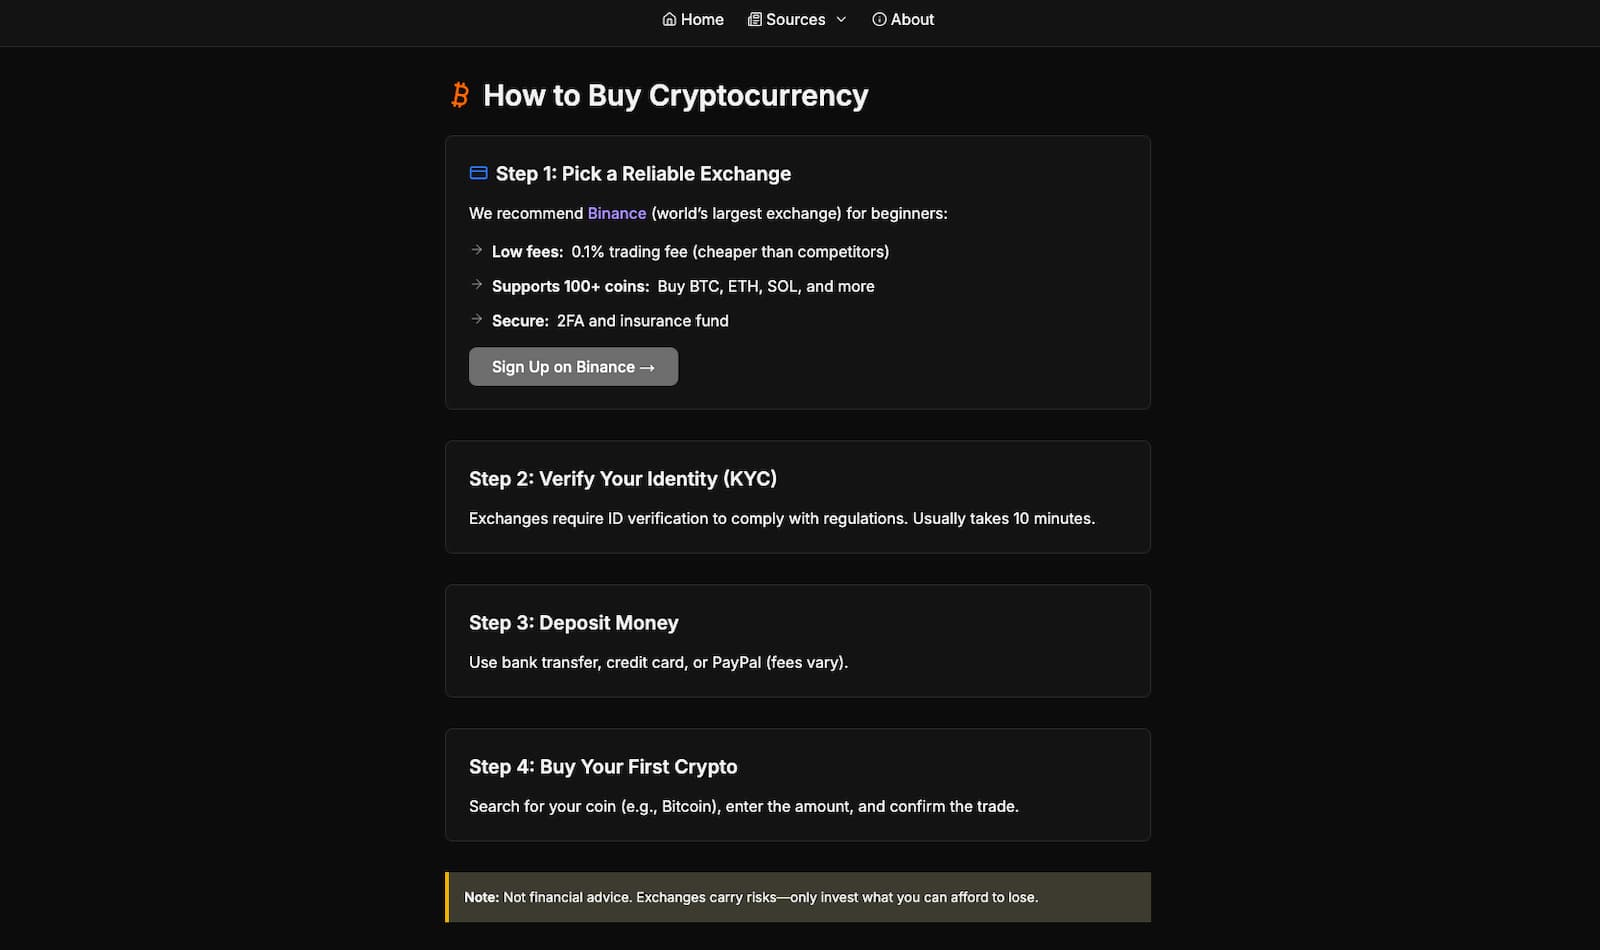 Home Sources About
How to Buy Cryptocurrency
Step 1: Pick a Reliable Exchange
We recommend Binance (world’s largest exchange) for beginners:
→ Low fees: 0.1% trading fee (cheaper than competitors)
→ Supports 100+ coins: Buy BTC, ETH, SOL, and more
→ Secure: 2FA and insurance fund
Sign Up on Binance →
Step 2: Verify Your Identity (KYC)
Exchanges require ID verification to comply with regulations. Usually takes 10 minutes.
Step 3: Deposit Money
Use bank transfer, credit card, or PayPal (fees vary).
Step 4: Buy Your First Crypto
Search for your coin (e.g., Bitcoin), enter the amount, and confirm the trade.
Note: Not financial advice. Exchanges carry risks—only invest what you can afford to lose.